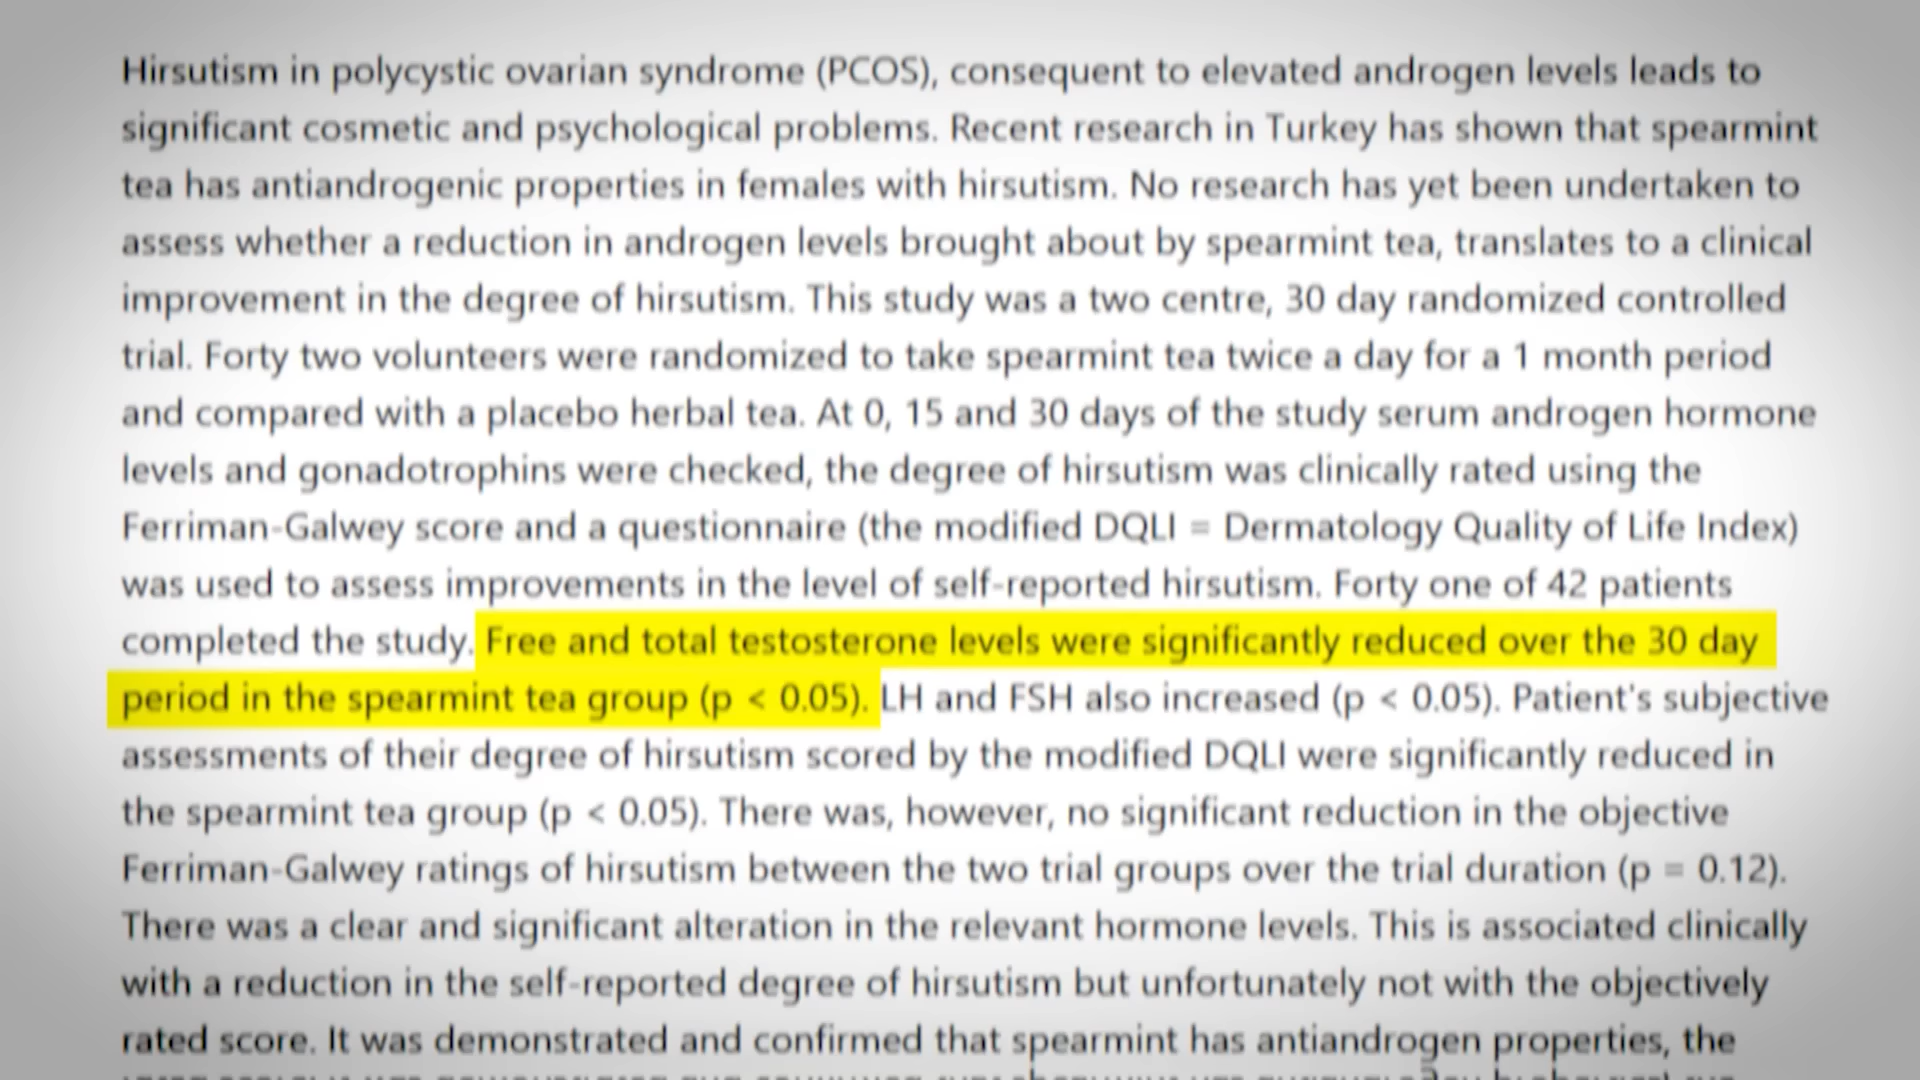 Hirsutism in polycystic ovarian syndrome (PCOS), consequent to elevated androgen levels leads to
significant cosmetic and psychological problems. Recent research in Turkey has shown that spearmint
tea has antiandrogenic properties in females with hirsutism. No research has yet been undertaken to
assess whether a reduction in androgen levels brought about by spearmint tea, translates to a clinical
improvement in the degree of hirsutism. This study was a two centre, 30 day randomized controlled
trial. Forty two volunteers were randomized to take spearmint tea twice a day for a 1 month period
and compared with a placebo herbal tea. At 0, 15 and 30 days of the study serum androgen hormone
levels and gonadotrophins were checked, the degree of hirsutism was clinically rated using the
Ferriman-Galwey score and a questionnaire (the modified DQLI = Dermatology Quality of Life Index)
was used to assess improvements in the level of self-reported hirsutism. Forty one of 42 patients
completed the study. Free and total testosterone levels were significantly reduced over the 30 day
period in the spearmint tea group (p < 0.05). LH and FSH also increased (p < 0.05). Patient's subjective
assessments of their degree of hirsutism scored by the modified DQLI were significantly reduced in
the spearmint tea group (p < 0.05). There was, however, no significant reduction in the objective
Ferriman-Galwey ratings of hirsutism between the two trial groups over the trial duration (p = 0.12).
There was a clear and significant alteration in the relevant hormone levels. This is associated clinically
with a reduction in the self-reported degree of hirsutism but unfortunately not with the objectively
rated score. It was demonstrated and confirmed that spearmint has antiandrogen properties, the